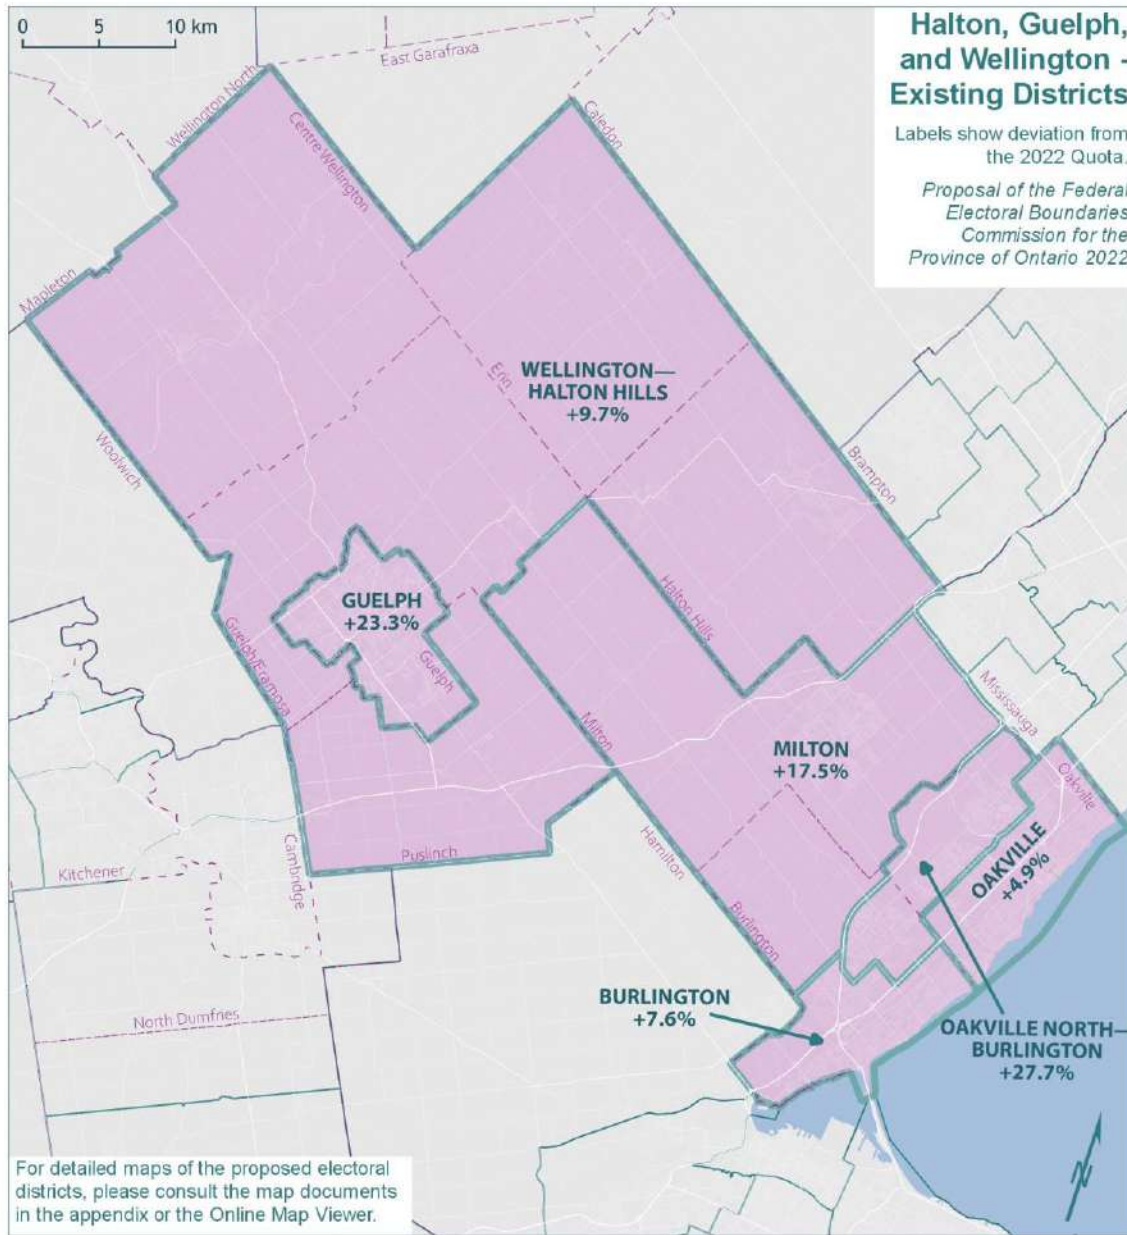 0 5 10 km
Halton, Guelph,
and Wellington -
Existing Districts
Labels show deviation from
the 2022 Quota.
Proposal of the Federal
Electoral Boundaries
Commission for the
Province of Ontario 2022
East Garafraxa
Wellington North
Centre Wellington
Caledon
Mapleton
WELLINGTON—
HALTON HILLS
+9.7%
Erin
Woolwich
Brampton
GUELPH
+23.3%
Halton Hills
Guelph/Eramosa
Guelph
Mississauga
Milton
MILTON
+17.5%
Oakville
OAKVILLE
+4.9%
Puslinch
Hamilton
Kitchener
Cambridge
Burlington
BURLINGTON
+7.6%
North Dumfries
OAKVILLE NORTH—
BURLINGTON
+27.7%
N
For detailed maps of the proposed electoral
districts, please consult the map documents
in the appendix or the Online Map Viewer.